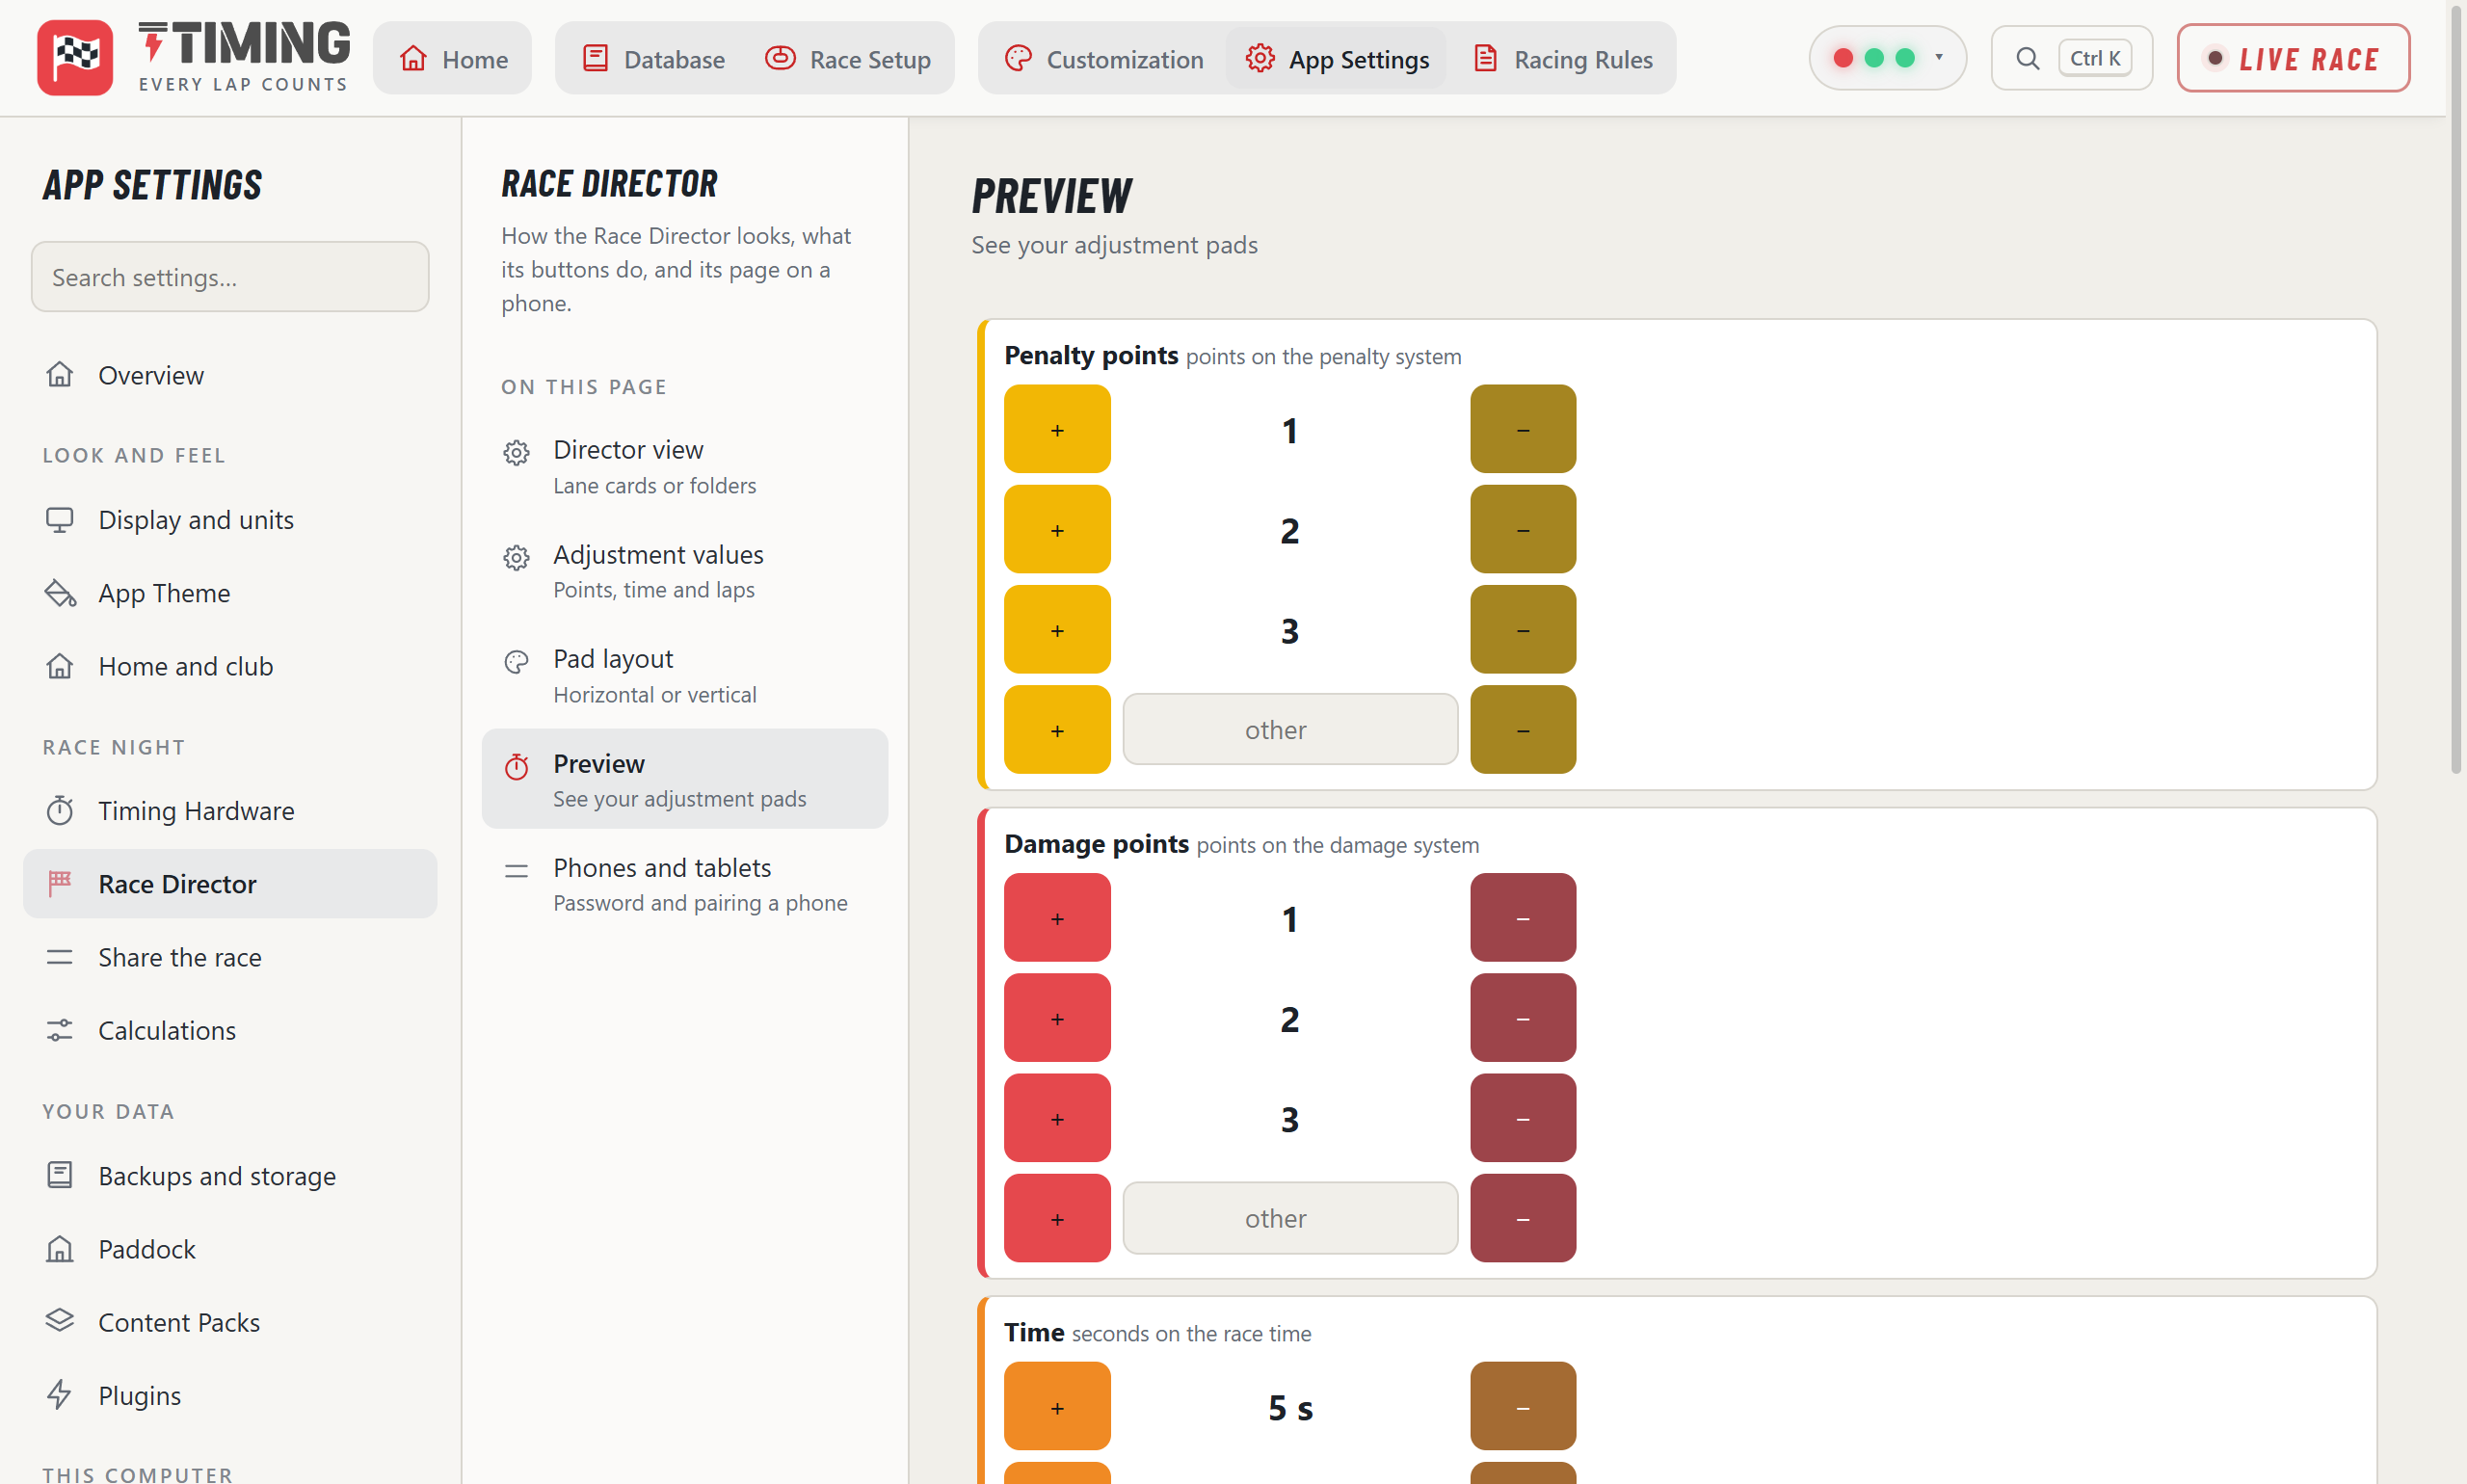 TIMING
EVERY LAP COUNTS
Home
Database
Race Setup
Customization
App Settings
Racing Rules
Ctrl K
LIVE RACE
APP SETTINGS
Search settings...
Overview
LOOK AND FEEL
Display and units
App Theme
Home and club
RACE NIGHT
Timing Hardware
Race Director
Share the race
Calculations
YOUR DATA
Backups and storage
Paddock
Content Packs
Plugins
THIS COMPUTER
RACE DIRECTOR
How the Race Director looks, what
its buttons do, and its page on a
phone.
ON THIS PAGE
Director view
Lane cards or folders
Adjustment values
Points, time and laps
Pad layout
Horizontal or vertical
Preview
See your adjustment pads
Phones and tablets
Password and pairing a phone
PREVIEW
See your adjustment pads
Penalty points points on the penalty system
+ 1 −
+ 2 −
+ 3 −
+ other −
Damage points points on the damage system
+ 1 −
+ 2 −
+ 3 −
+ other −
Time seconds on the race time
+ 5 s −